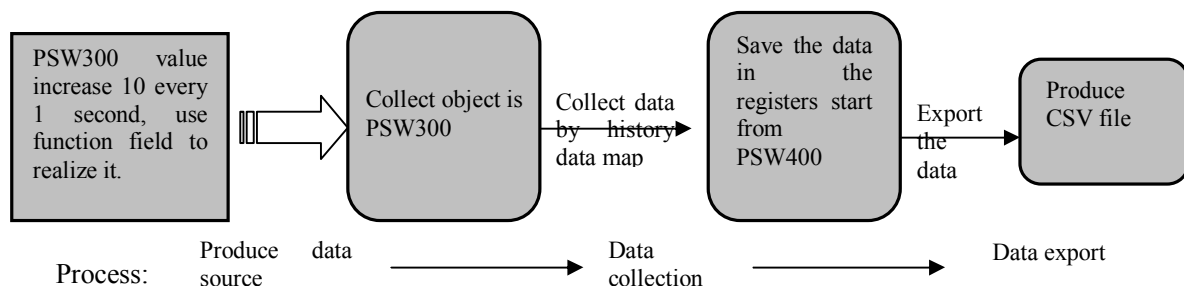 PSW300 value
increase 10 every
1 second, use
function field to
realize it.
Collect object is
PSW300
Collect data
by history
data map
Save the data
in the
registers start
from
PSW400
Export
the
data
Produce
CSV file
Process:
Produce data
source
Data
collection
Data export